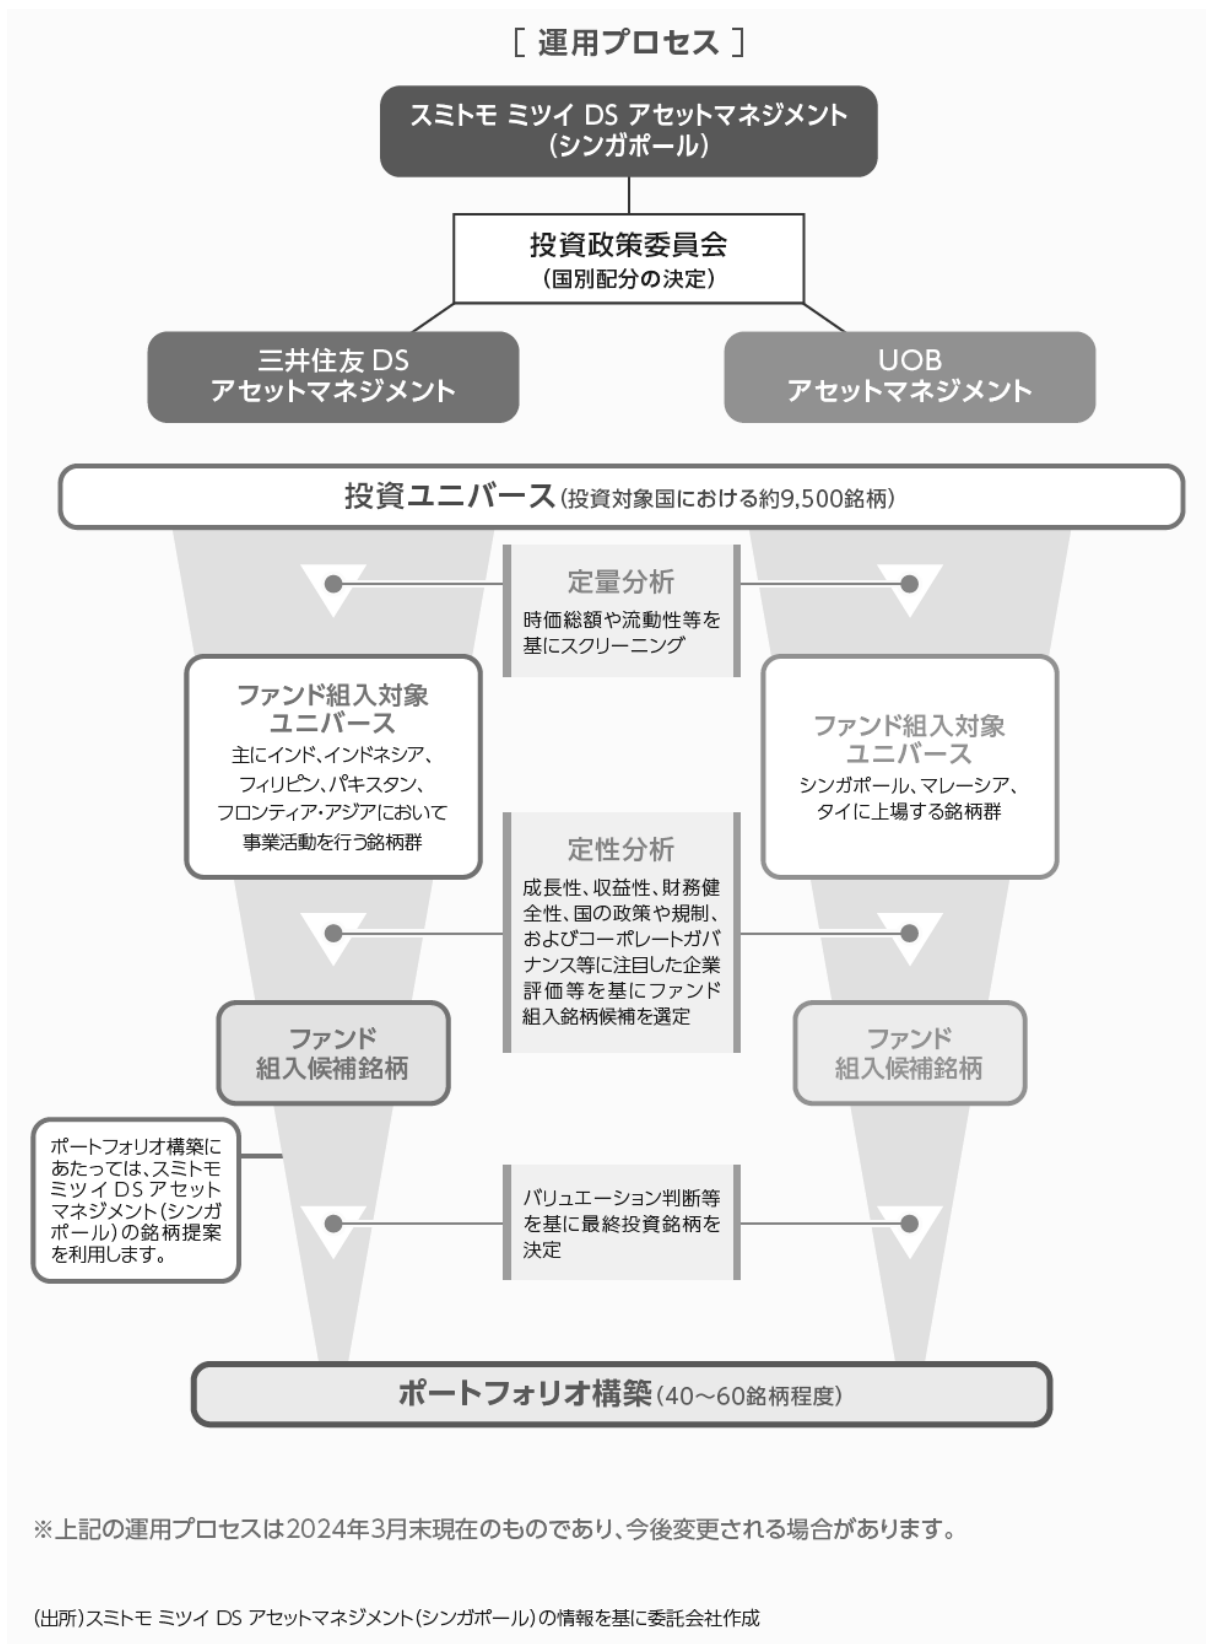 ［ 運用プロセス ］
スミトモ ミツイ DS アセットマネジメント
（シンガポール）
投資政策委員会
（国別配分の決定）
三井住友 DS
アセットマネジメント
UOB
アセットマネジメント
投資ユニバース（投資対象国における約9,500銘柄）
定量分析
時価総額や流動性等を
基にスクリーニング
ファンド組入対象
ユニバース
主にインド、インドネシア、
フィリピン、パキスタン、
フロンティア・アジアにおいて
事業活動を行う銘柄群
ファンド組入対象
ユニバース
シンガポール、マレーシア、
タイに上場する銘柄群
定性分析
成長性、収益性、財務健
全性、国の政策や規制、
およびコーポレートガバ
ナンス等に注目した企業
評価等を基にファンド
組入銘柄候補を選定
ファンド
組入候補銘柄
ファンド
組入候補銘柄
ポートフォリオ構築に
あたっては、スミトモ
ミツイ DS アセット
マネジメント（シンガ
ポール）の銘柄提案
を利用します。
バリュエーション判断等
を基に最終投資銘柄を
決定
ポートフォリオ構築（40～60銘柄程度）
※上記の運用プロセスは2024年3月末現在のものであり、今後変更される場合があります。
（出所）スミトモ ミツイ DS アセットマネジメント（シンガポール）の情報を基に委託会社作成